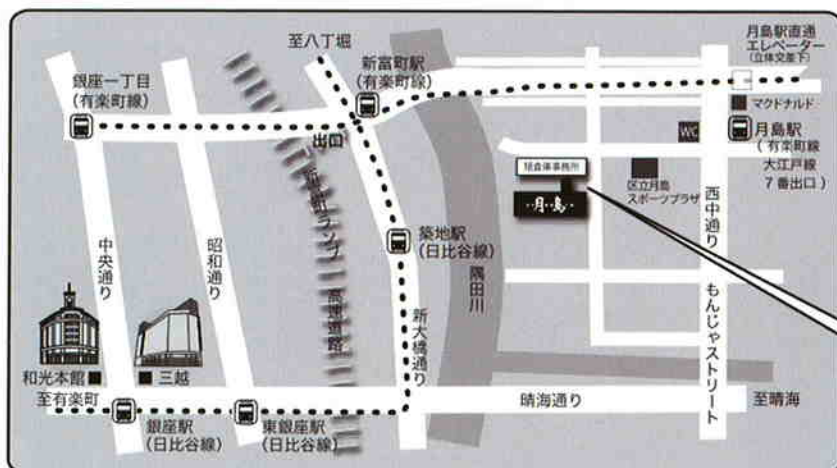 至八丁堀
新富町駅
(有楽町線)
月島駅直通
エレベーター
(立体交差下)
銀座一丁目
(有楽町線)
出口
マクドナルド
WC
月島駅
(有楽町線
大江戸線
7番出口)
区立月島
スポーツプラザ
月島
築地駅
(日比谷線)
中央通り
昭和通り
高速道路
新大橋通り
隅田川
西中通り
もんじゃストリート
和光本館
三越
至有楽町
銀座駅
(日比谷線)
東銀座駅
(日比谷線)
晴海通り
至晴海